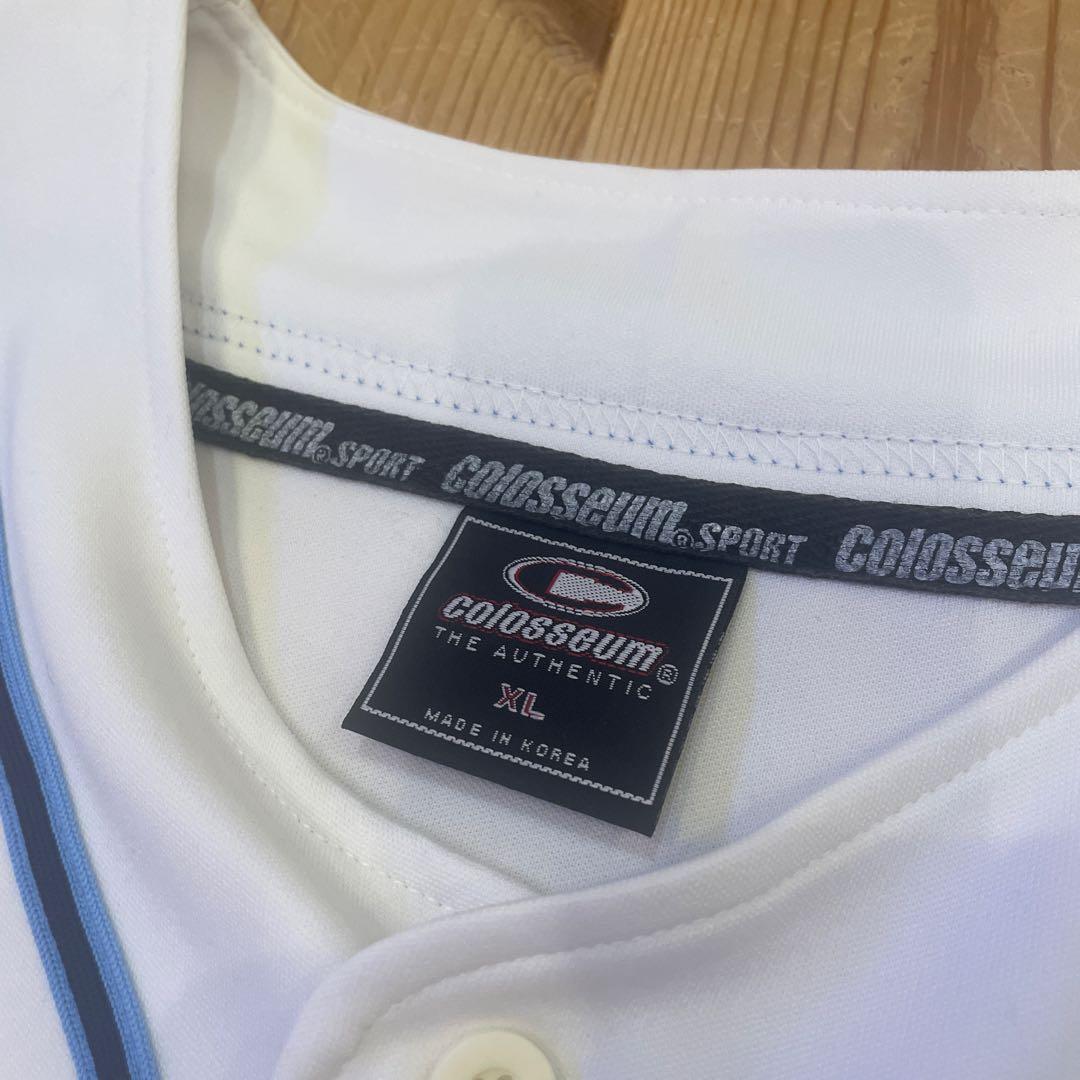 colosseum® SPORT colosseum® SPORT colosseum
colosseum®
THE AUTHENTIC
XL
MADE IN KOREA